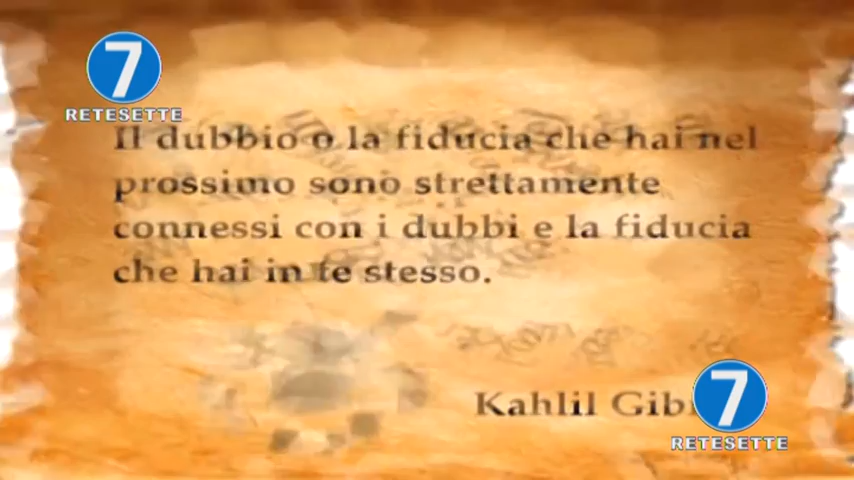 7
RETESETTE
Il dubbio o la fiducia che hai nel
prossimo sono strettamente
connessi con i dubbi e la fiducia
che hai in te stesso.
Kahlil
7
RETESETTE